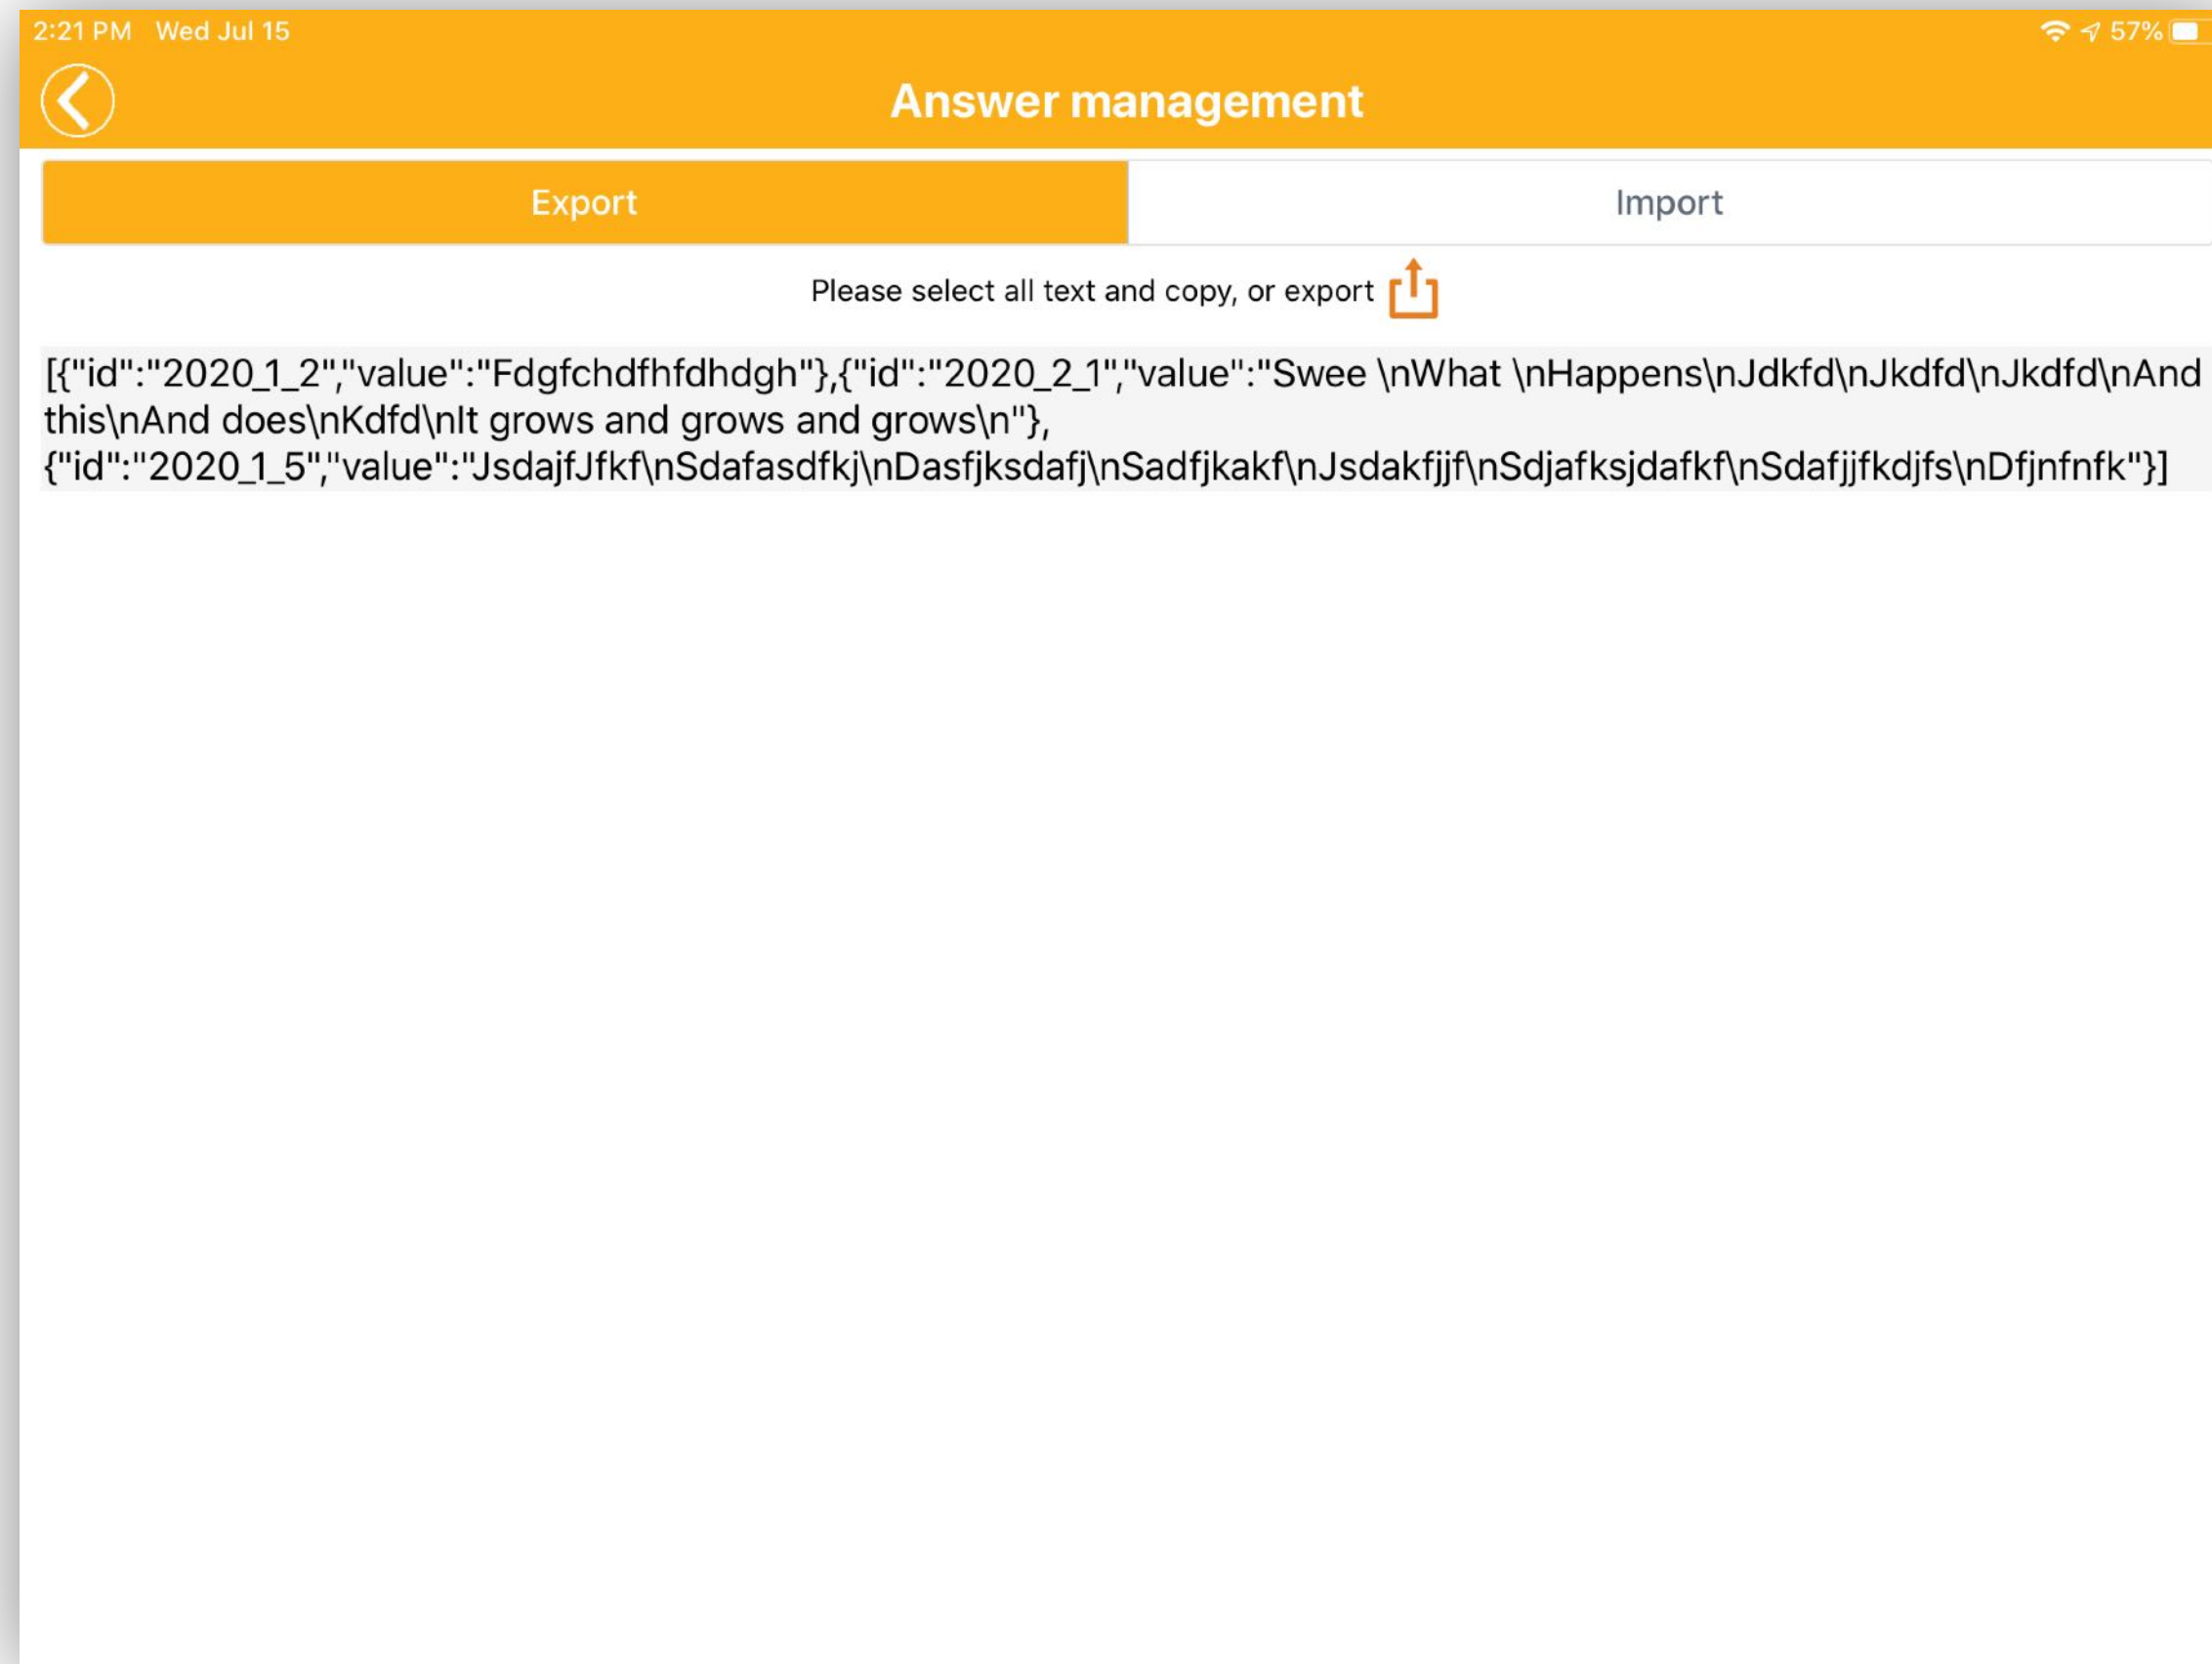 2:21 PM Wed Jul 15 57%
Answer management
Export Import
Please select all text and copy, or export
[{"id":"2020_1_2","value":"Fdgfchdfhfdhdgh"},{"id":"2020_2_1","value":"Swee \nWhat \nHappens\nJdkfd\nJkdfd\nJkdfd\nAnd
this\nAnd does\nKdfd\nIt grows and grows and grows\n"},
{"id":"2020_1_5","value":"JsdajfJfkf\nSdafasdfkj\nDasfjksdafj\nSadfjkakf\nJsdakfjjf\nSdjafksjdafkf\nSdafjjfkdjfs\nDfjnfnfk"}]